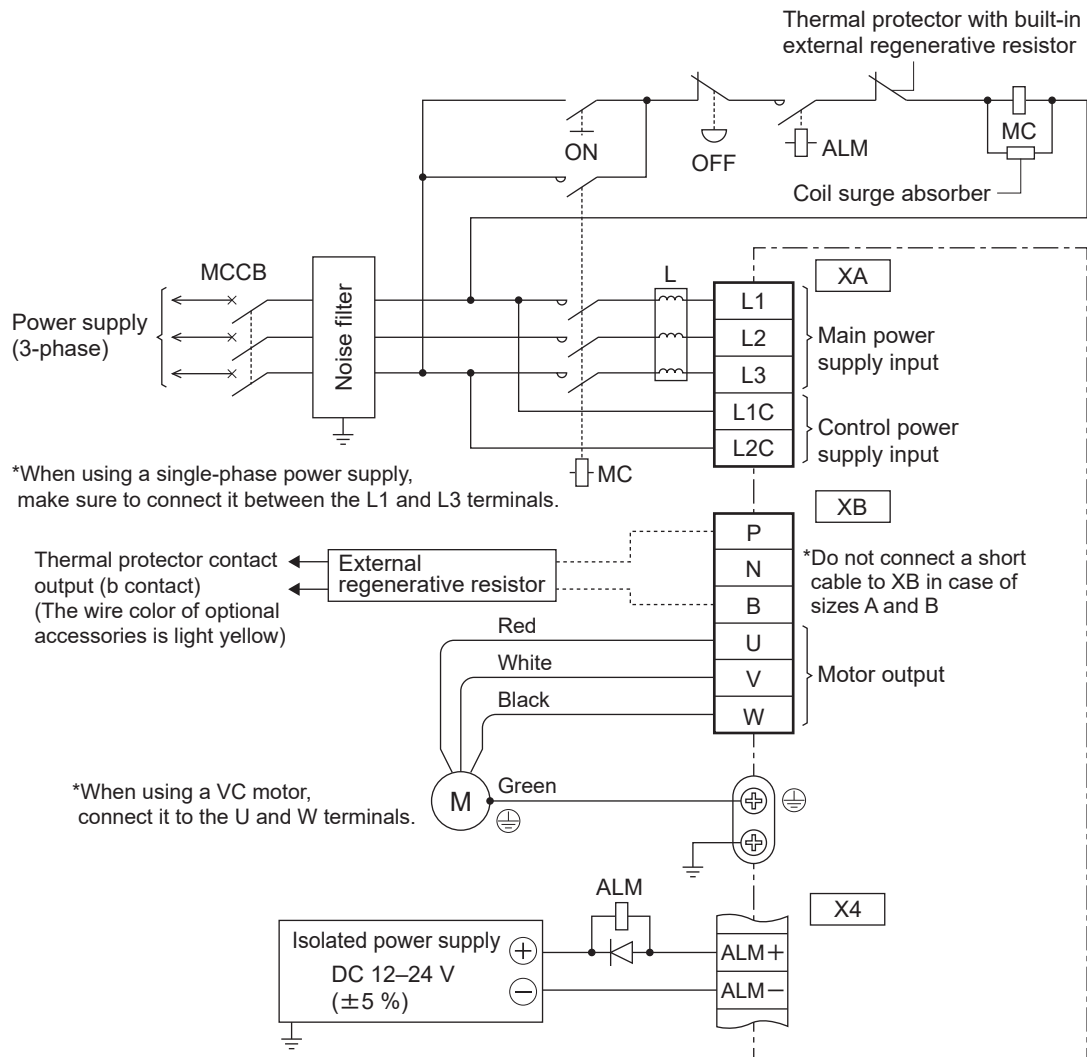 Thermal protector with built-in
external regenerative resistor
ON
OFF
ALM
MC
Coil surge absorber
MCCB
Noise filter
L
XA
Power supply
(3-phase)
L1
L2
L3
L1C
L2C
Main power
supply input
Control power
supply input
*When using a single-phase power supply,
make sure to connect it between the L1 and L3 terminals.
MC
XB
Thermal protector contact
output (b contact)
(The wire color of optional
accessories is light yellow)
External
regenerative resistor
P
N
B
U
V
W
*Do not connect a short
cable to XB in case of
sizes A and B
Red
White
Black
Motor output
*When using a VC motor,
connect it to the U and W terminals.
M
Green
ALM
X4
Isolated power supply
DC 12–24 V
(±5 %)
+
−
ALM+
ALM−